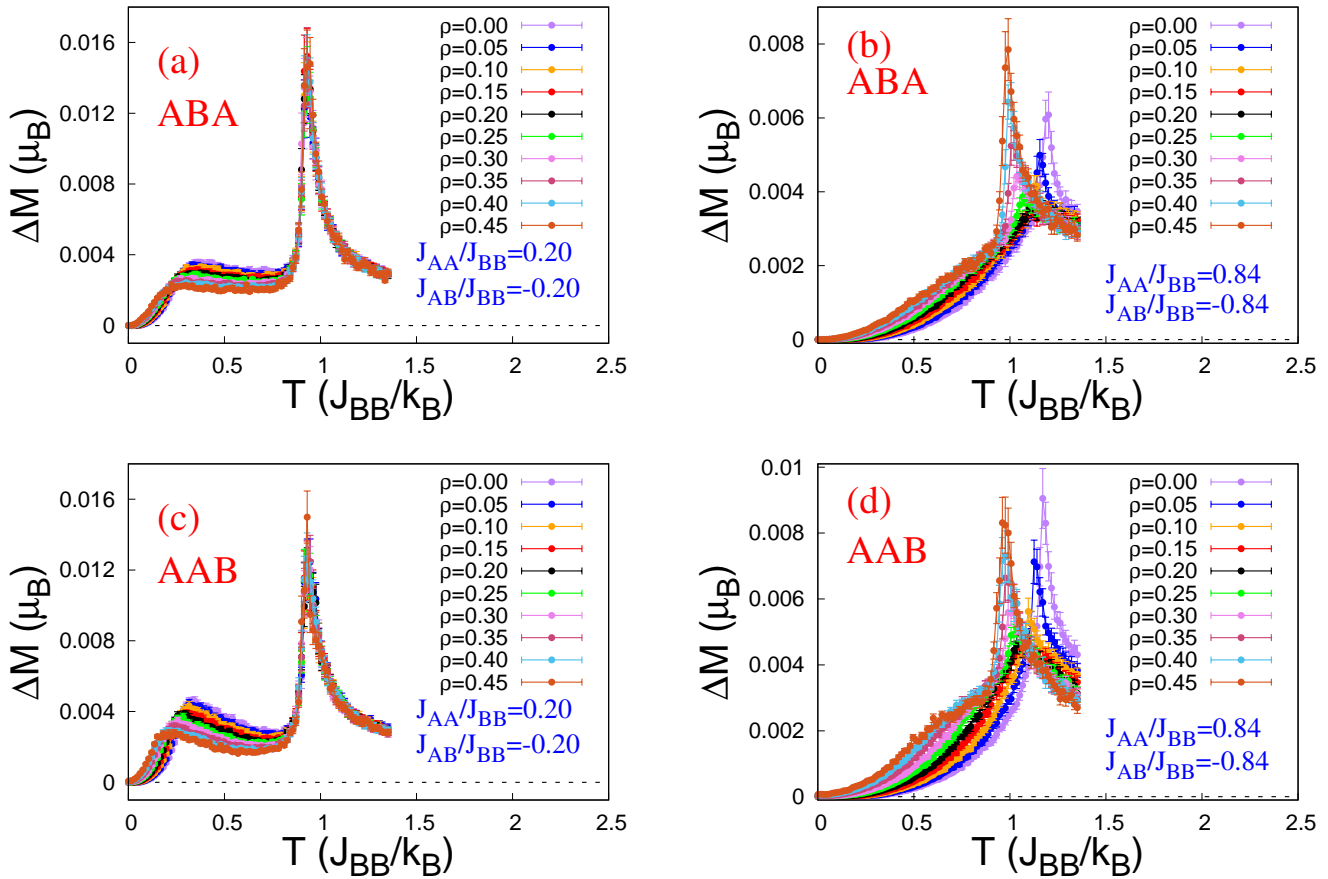 (a)
ABA
ρ=0.00
ρ=0.05
ρ=0.10
ρ=0.15
ρ=0.20
ρ=0.25
ρ=0.30
ρ=0.35
ρ=0.40
ρ=0.45
J_AA/J_BB=0.20
J_AB/J_BB=-0.20
ΔM (μ_B)
0.016
0.012
0.008
0.004
0
0 0.5 1 1.5 2 2.5
T (J_BB/k_B)
(b)
ABA
ρ=0.00
ρ=0.05
ρ=0.10
ρ=0.15
ρ=0.20
ρ=0.25
ρ=0.30
ρ=0.35
ρ=0.40
ρ=0.45
J_AA/J_BB=0.84
J_AB/J_BB=-0.84
ΔM (μ_B)
0.008
0.006
0.004
0.002
0
0 0.5 1 1.5 2 2.5
T (J_BB/k_B)
(c)
AAB
ρ=0.00
ρ=0.05
ρ=0.10
ρ=0.15
ρ=0.20
ρ=0.25
ρ=0.30
ρ=0.35
ρ=0.40
ρ=0.45
J_AA/J_BB=0.20
J_AB/J_BB=-0.20
ΔM (μ_B)
0.016
0.012
0.008
0.004
0
0 0.5 1 1.5 2 2.5
T (J_BB/k_B)
(d)
AAB
ρ=0.00
ρ=0.05
ρ=0.10
ρ=0.15
ρ=0.20
ρ=0.25
ρ=0.30
ρ=0.35
ρ=0.40
ρ=0.45
J_AA/J_BB=0.84
J_AB/J_BB=-0.84
ΔM (μ_B)
0.01
0.008
0.006
0.004
0.002
0
0 0.5 1 1.5 2 2.5
T (J_BB/k_B)